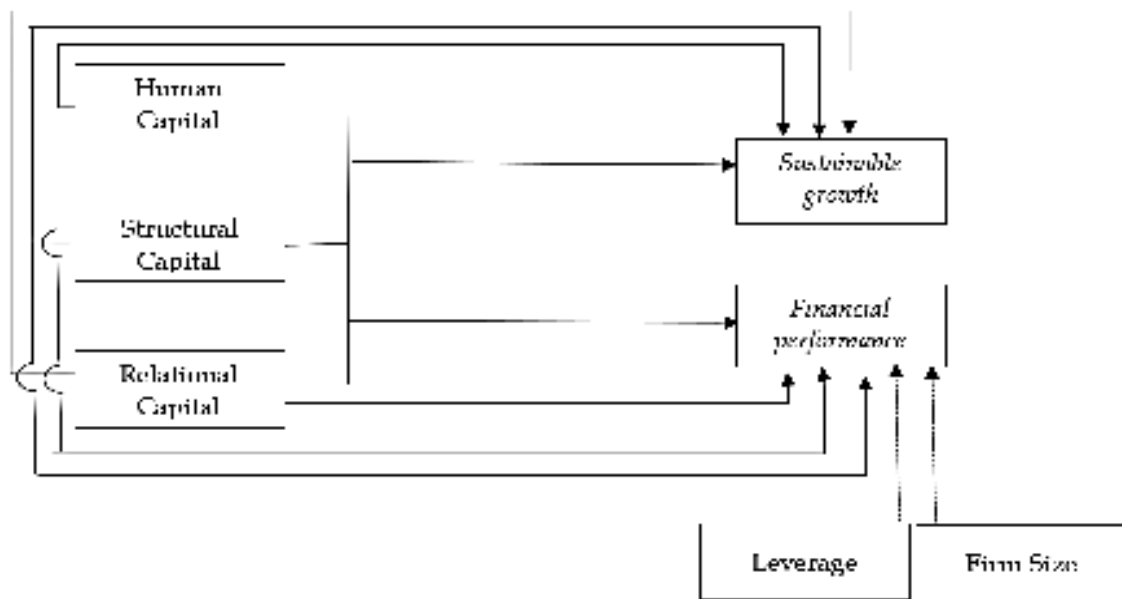 Human
Capital
Sustainable
growth
Structural
Capital
Financial
performance
Relational
Capital
Leverage
Firm Size